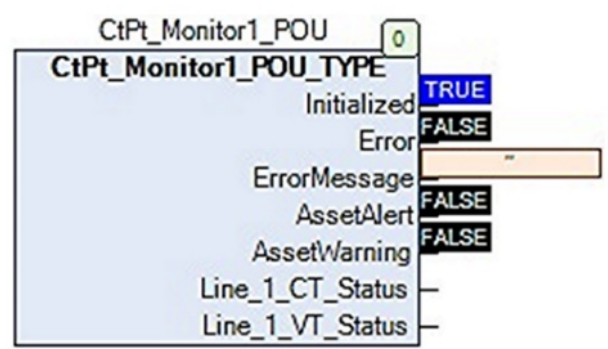 CtPt_Monitor1_POU
0
CtPt_Monitor1_POU_TYPE
Initialized TRUE
Error FALSE
ErrorMessage ''
AssetAlert FALSE
AssetWarning FALSE
Line_1_CT_Status
Line_1_VT_Status